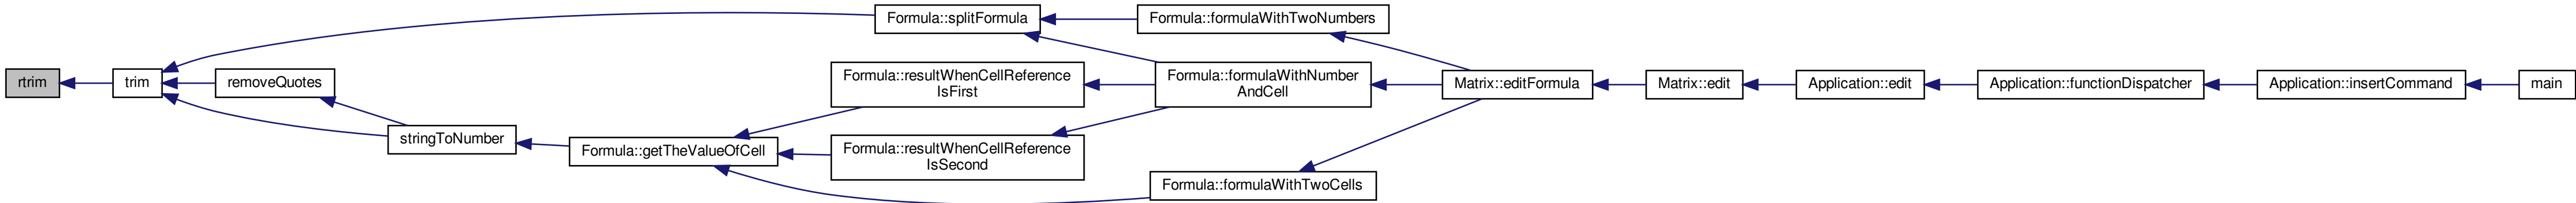 rtrim
trim
removeQuotes
stringToNumber
Formula::getTheValueOfCell
Formula::splitFormula
Formula::resultWhenCellReference
IsFirst
Formula::resultWhenCellReference
IsSecond
Formula::formulaWithTwoNumbers
Formula::formulaWithNumber
AndCell
Formula::formulaWithTwoCells
Matrix::editFormula
Matrix::edit
Application::edit
Application::functionDispatcher
Application::insertCommand
main